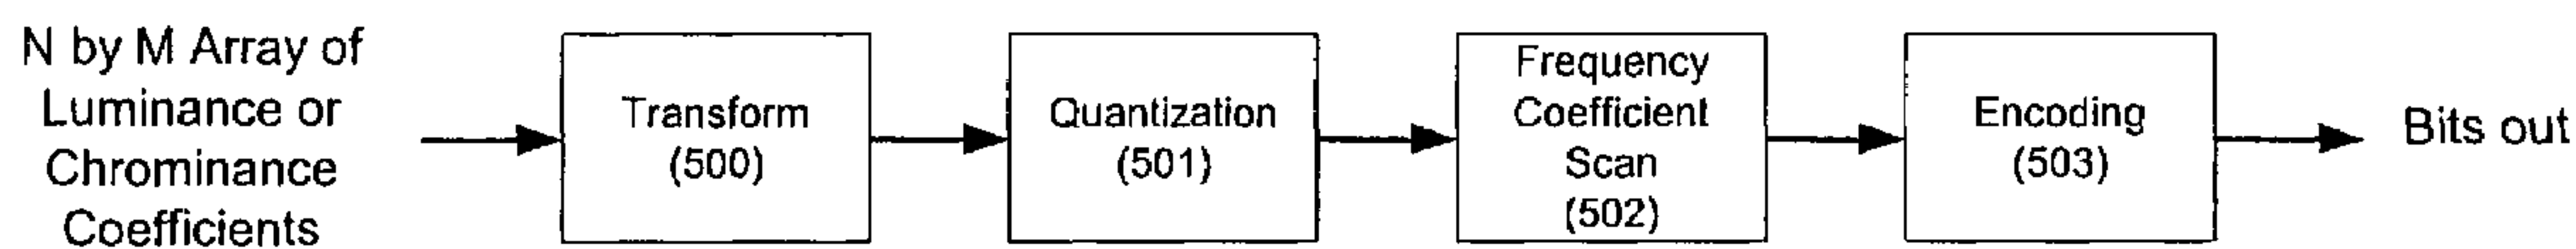 N by M Array of
Luminance or
Chrominance
Coefficients
Transform
(500)
Quantization
(501)
Frequency
Coefficient
Scan
(502)
Encoding
(503)
Bits out